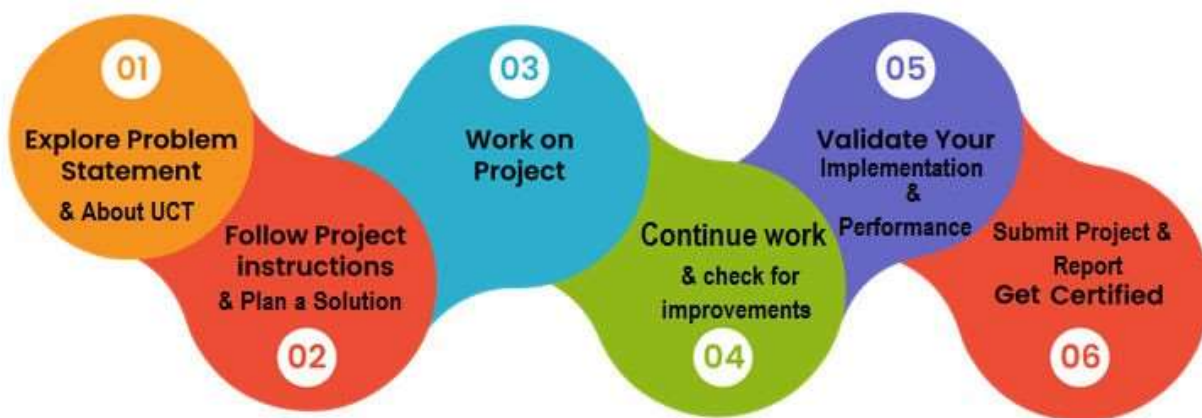 01
Explore Problem
Statement
& About UCT
Follow Project
instructions
& Plan a Solution
02
03
Work on
Project
Continue work
& check for
improvements
04
05
Validate Your
Implementation
&
Performance
Submit Project &
Report
Get Certified
06